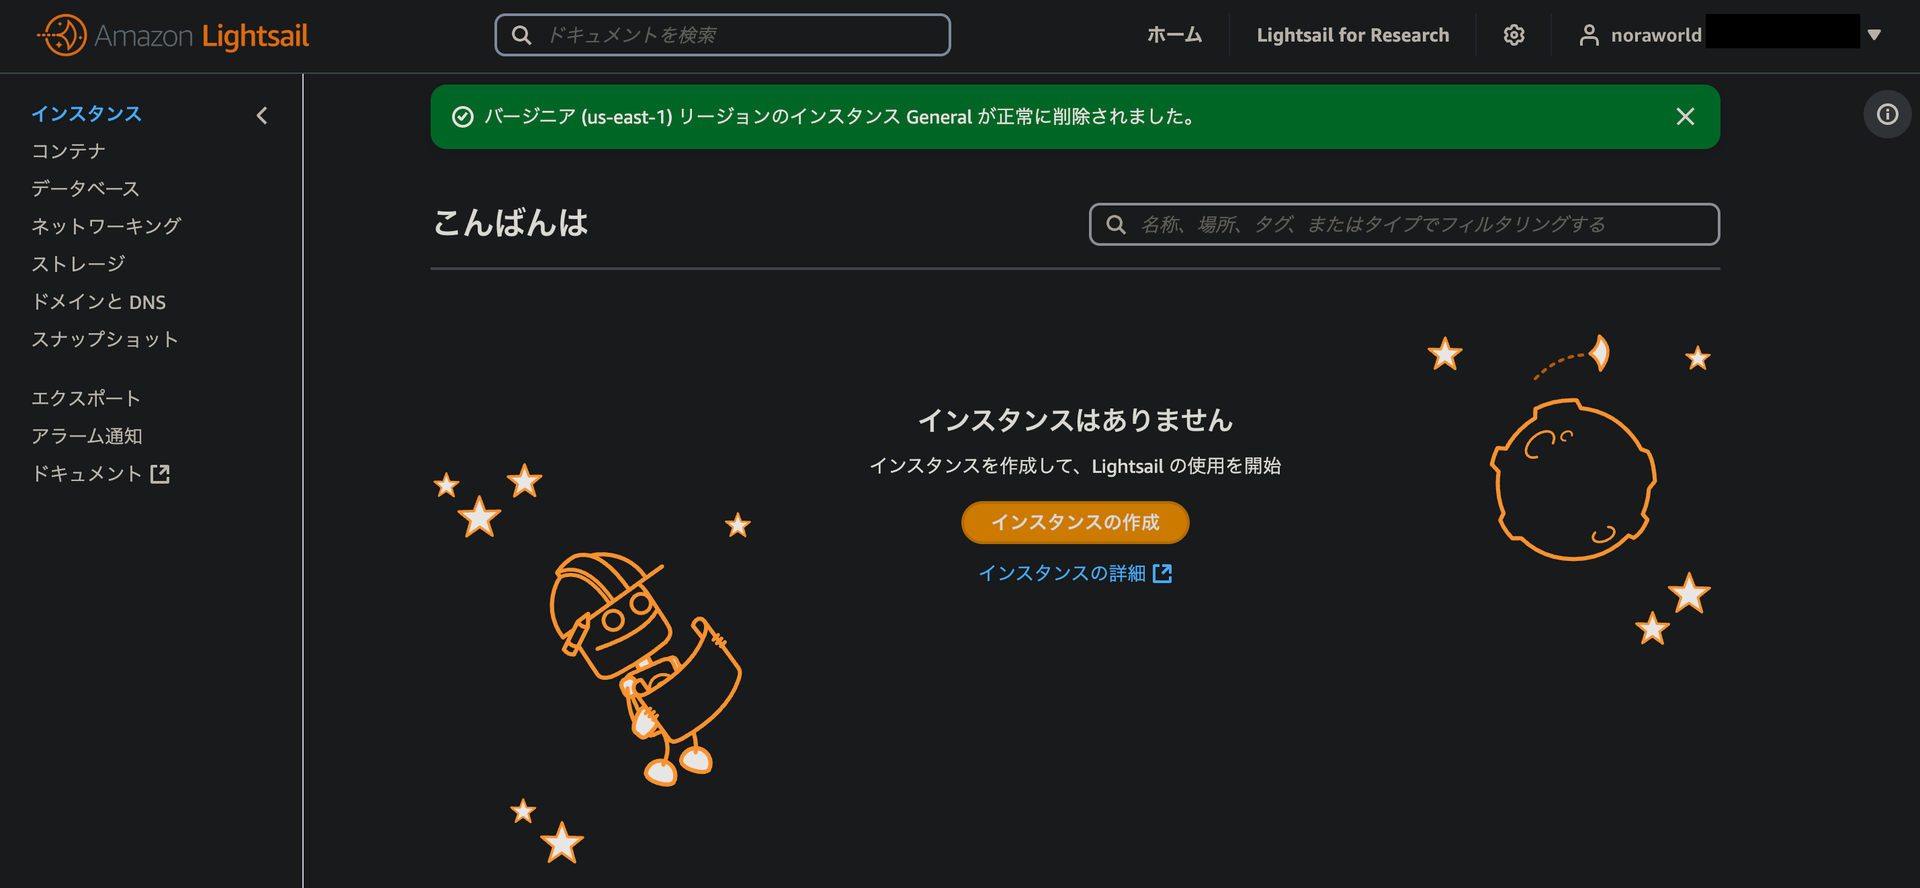 Amazon Lightsail
ドキュメントを検索
ホーム
Lightsail for Research
noraworld
インスタンス
コンテナ
データベース
ネットワーキング
ストレージ
ドメインと DNS
スナップショット
エクスポート
アラーム通知
ドキュメント
バージニア (us-east-1) リージョンのインスタンス General が正常に削除されました。
こんばんは
名称、場所、タグ、またはタイプでフィルタリングする
インスタンスはありません
インスタンスを作成して、Lightsail の使用を開始
インスタンスの作成
インスタンスの詳細